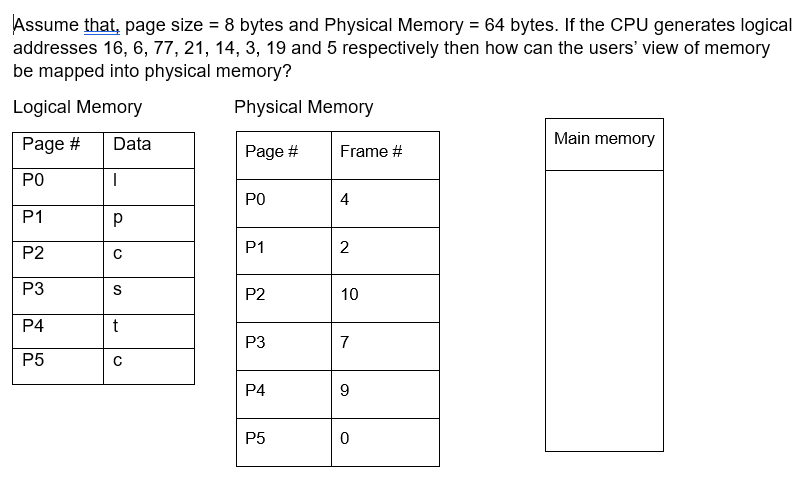 Assume that, page size = 8 bytes and Physical Memory = 64 bytes. If the CPU generates logical
addresses 16, 6, 77, 21, 14, 3, 19 and 5 respectively then how can the users’ view of memory
be mapped into physical memory?
Logical Memory
Page # Data
P0 l
P1 p
P2 c
P3 s
P4 t
P5 c
Physical Memory
Page # Frame #
P0 4
P1 2
P2 10
P3 7
P4 9
P5 0
Main memory